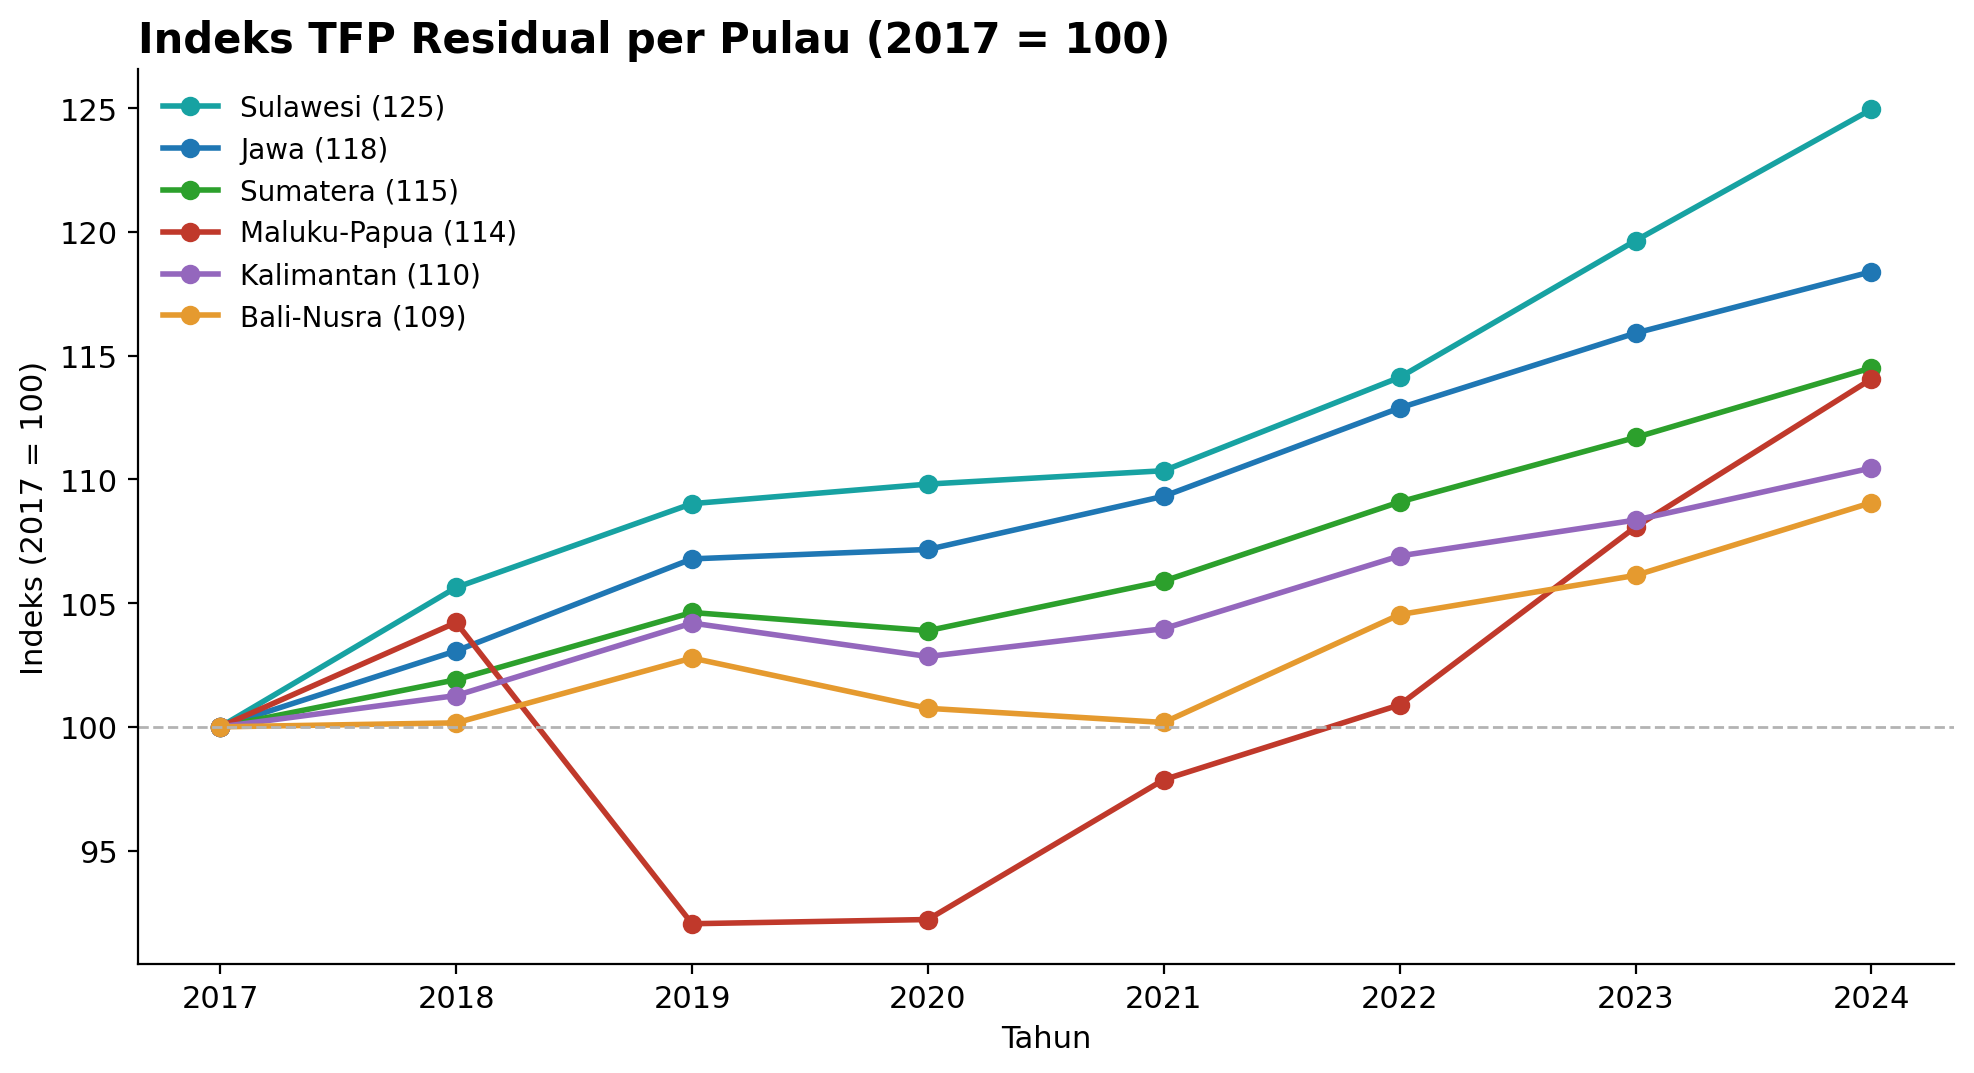 Indeks TFP Residual per Pulau (2017 = 100)
Sulawesi (125)
Jawa (118)
Sumatera (115)
Maluku-Papua (114)
Kalimantan (110)
Bali-Nusra (109)
Indeks (2017 = 100)
125
120
115
110
105
100
95
2017 2018 2019 2020 2021 2022 2023 2024
Tahun